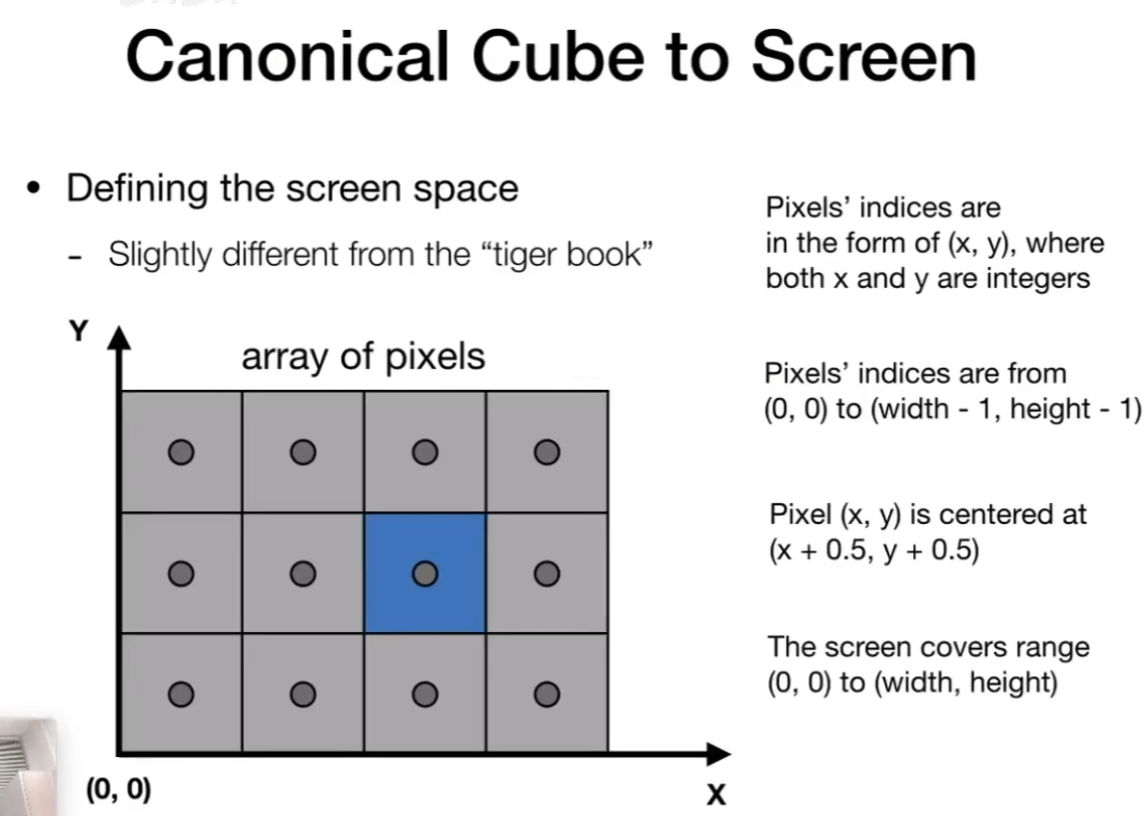 Canonical Cube to Screen
• Defining the screen space
- Slightly different from the “tiger book”
Y
array of pixels
(0, 0)
X
Pixels’ indices are
in the form of (x, y), where
both x and y are integers
Pixels’ indices are from
(0, 0) to (width - 1, height - 1)
Pixel (x, y) is centered at
(x + 0.5, y + 0.5)
The screen covers range
(0, 0) to (width, height)